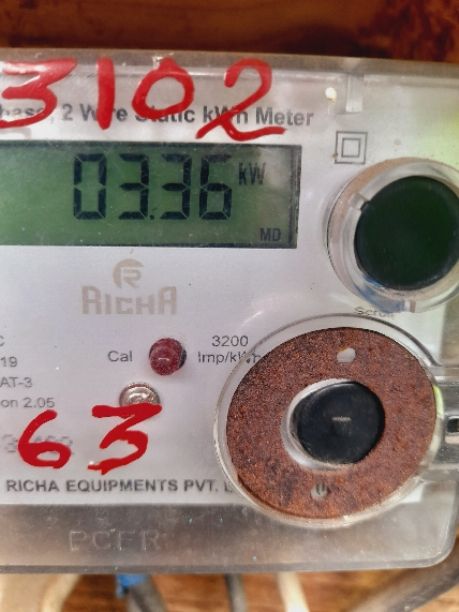 3102
2 Wire Static kWh Meter
03.36 kW
MD
R
RICHA
Scroll
3200
Cal Imp/kWh
19
AT-3
on 2.05
63
RICHA EQUIPMENTS PVT.